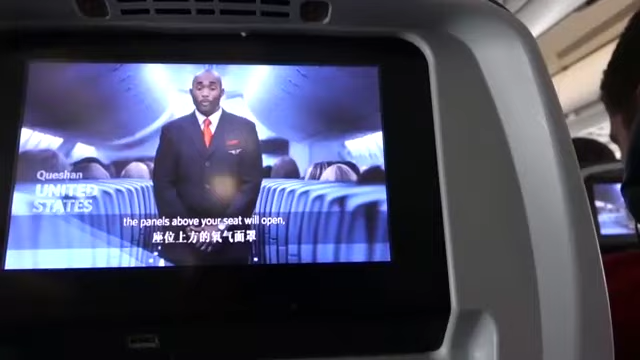 Queshan
UNITED
STATES
the panels above your seat will open,
座位上方的氧气面罩